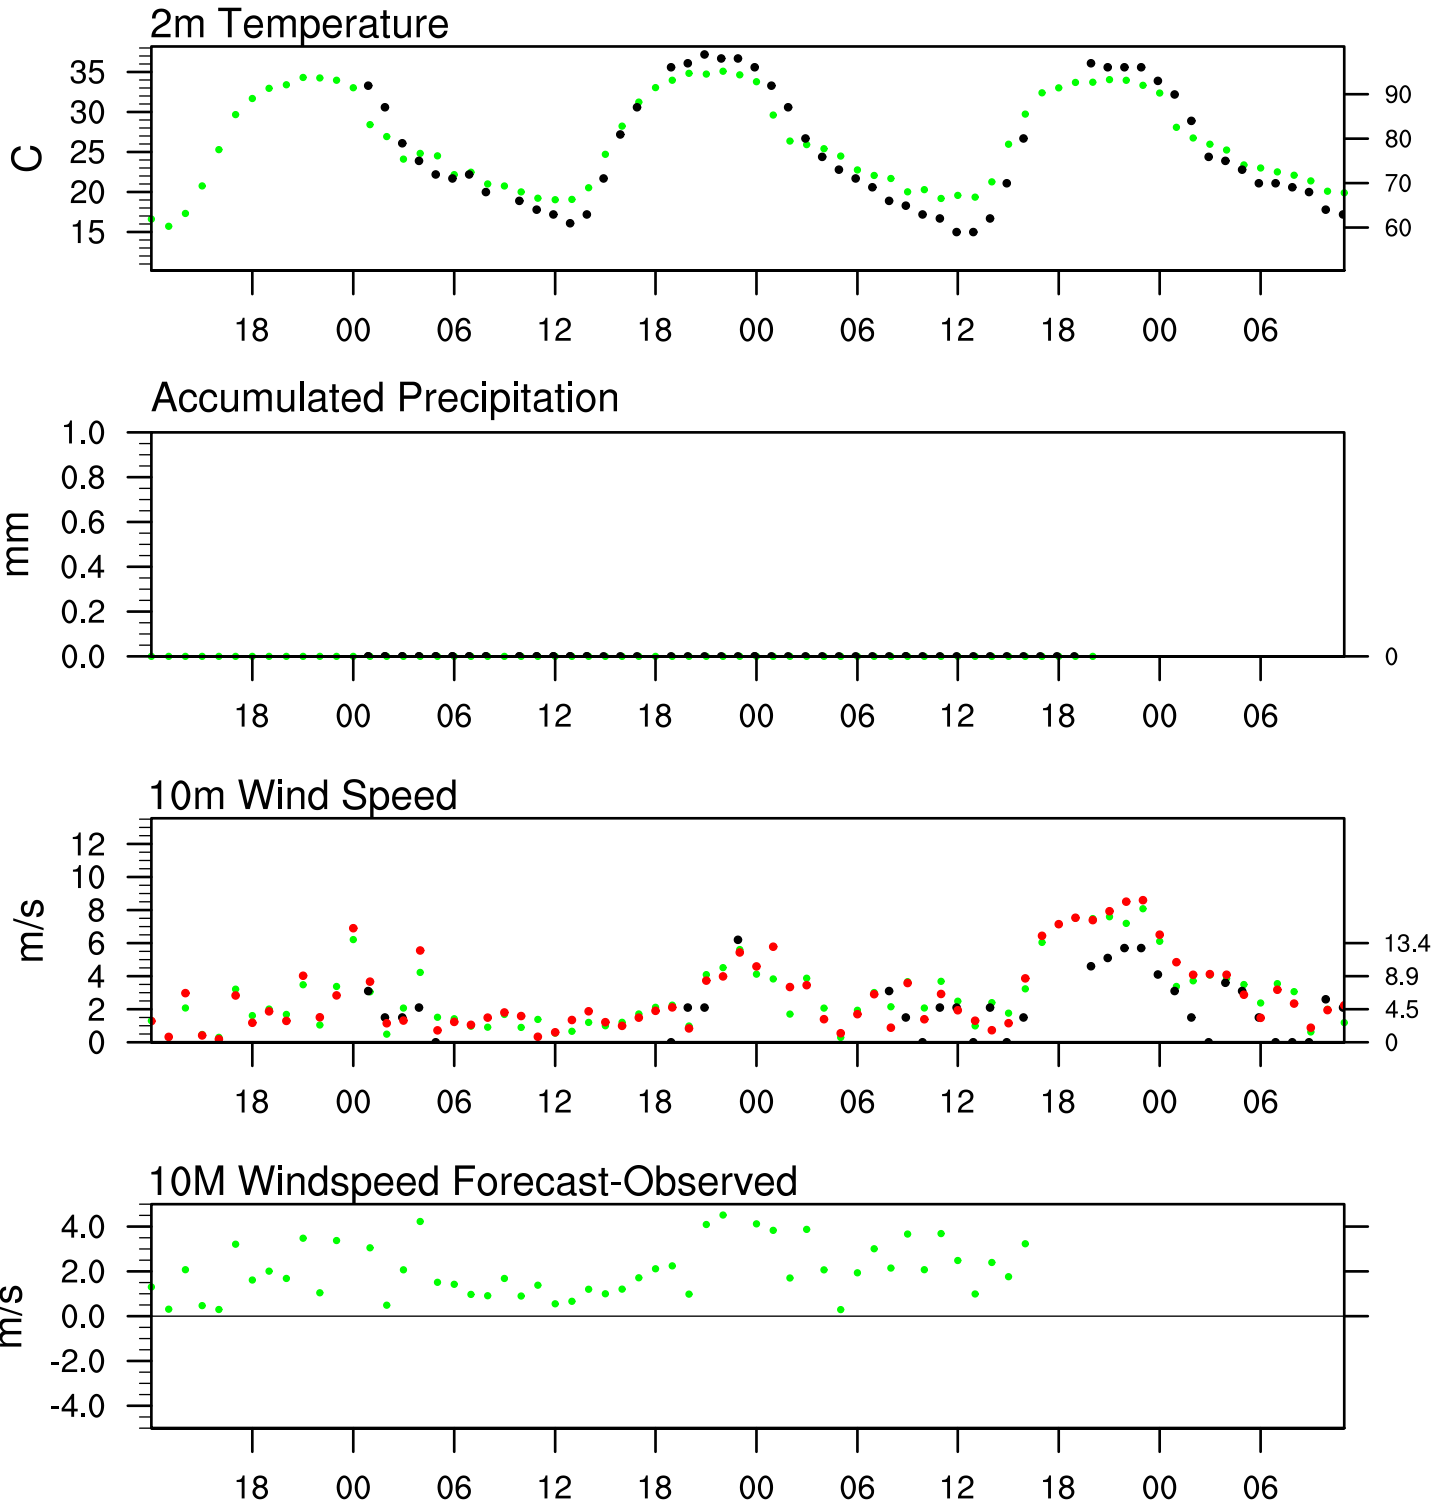 2m Temperature
35
30
25
20
15
C
90
80
70
60
18 00 06 12 18 00 06 12 18 00 06
Accumulated Precipitation
1.0
0.8
0.6
0.4
0.2
0.0
mm
0
18 00 06 12 18 00 06 12 18 00 06
10m Wind Speed
12
10
8
6
4
2
0
m/s
13.4
8.9
4.5
0
18 00 06 12 18 00 06 12 18 00 06
10M Windspeed Forecast-Observed
4.0
2.0
0.0
-2.0
-4.0
m/s
18 00 06 12 18 00 06 12 18 00 06